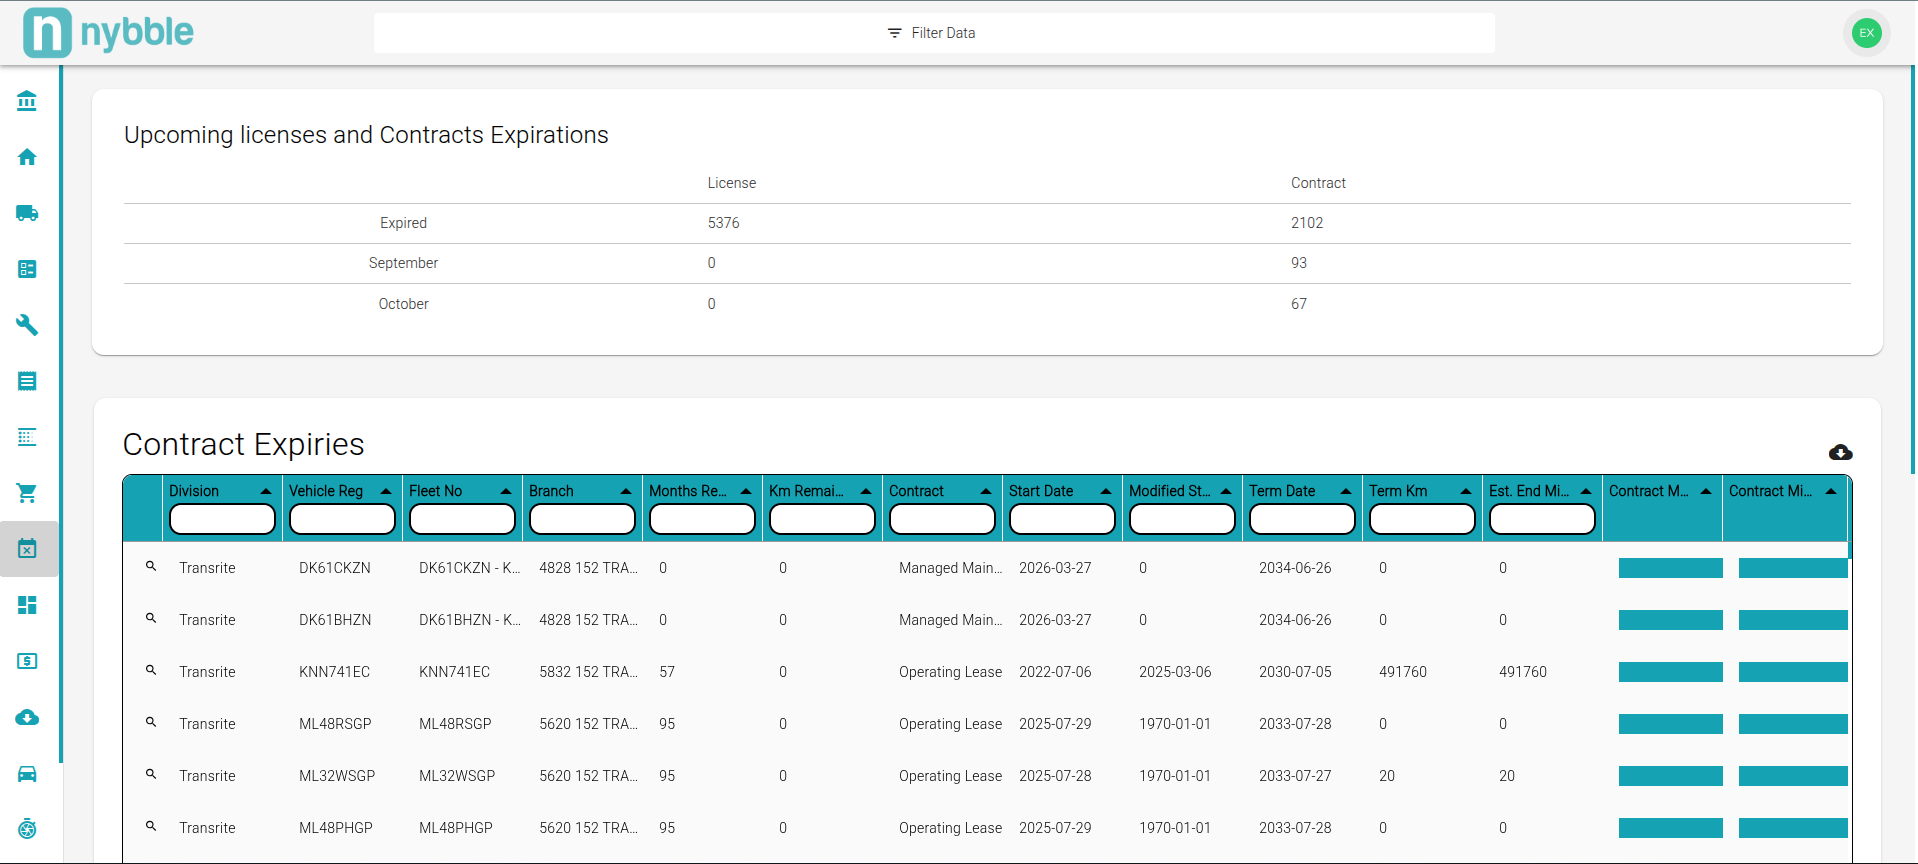 n nybble
Filter Data
EX
Upcoming licenses and Contracts Expirations
License Contract
Expired 5376 2102
September 0 93
October 0 67
Contract Expiries
Division Vehicle Reg Fleet No Branch Months Re... Km Remai... Contract Start Date Modified St... Term Date Term Km Est. End Mi... Contract M... Contract Mi...
Transrite DK61CKZN DK61CKZN - K... 4828 152 TRA... 0 0 Managed Main... 2026-03-27 0 2034-06-26 0 0
Transrite DK61BHZN DK61BHZN - K... 4828 152 TRA... 0 0 Managed Main... 2026-03-27 0 2034-06-26 0 0
Transrite KNN741EC KNN741EC 5832 152 TRA... 57 0 Operating Lease 2022-07-06 2025-03-06 2030-07-05 491760 491760
Transrite ML48RSGP ML48RSGP 5620 152 TRA... 95 0 Operating Lease 2025-07-29 1970-01-01 2033-07-28 0 0
Transrite ML32WSGP ML32WSGP 5620 152 TRA... 95 0 Operating Lease 2025-07-28 1970-01-01 2033-07-27 20 20
Transrite ML48PHGP ML48PHGP 5620 152 TRA... 95 0 Operating Lease 2025-07-29 1970-01-01 2033-07-28 0 0